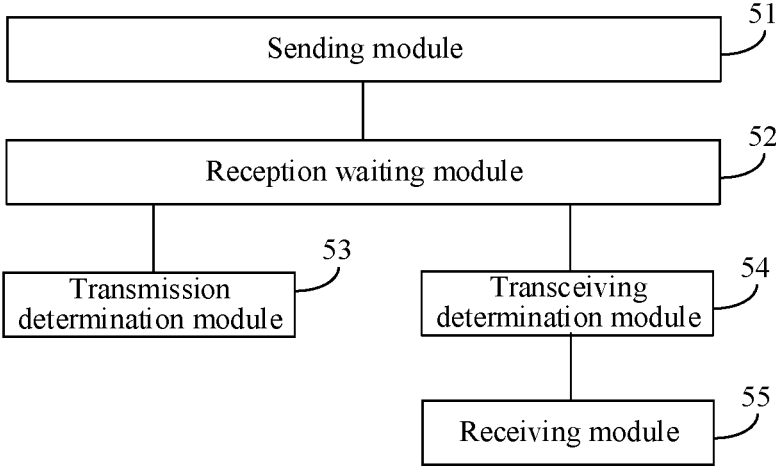 51
Sending module
52
Reception waiting module
53
Transmission
determination module
54
Transceiving
determination module
55
Receiving module